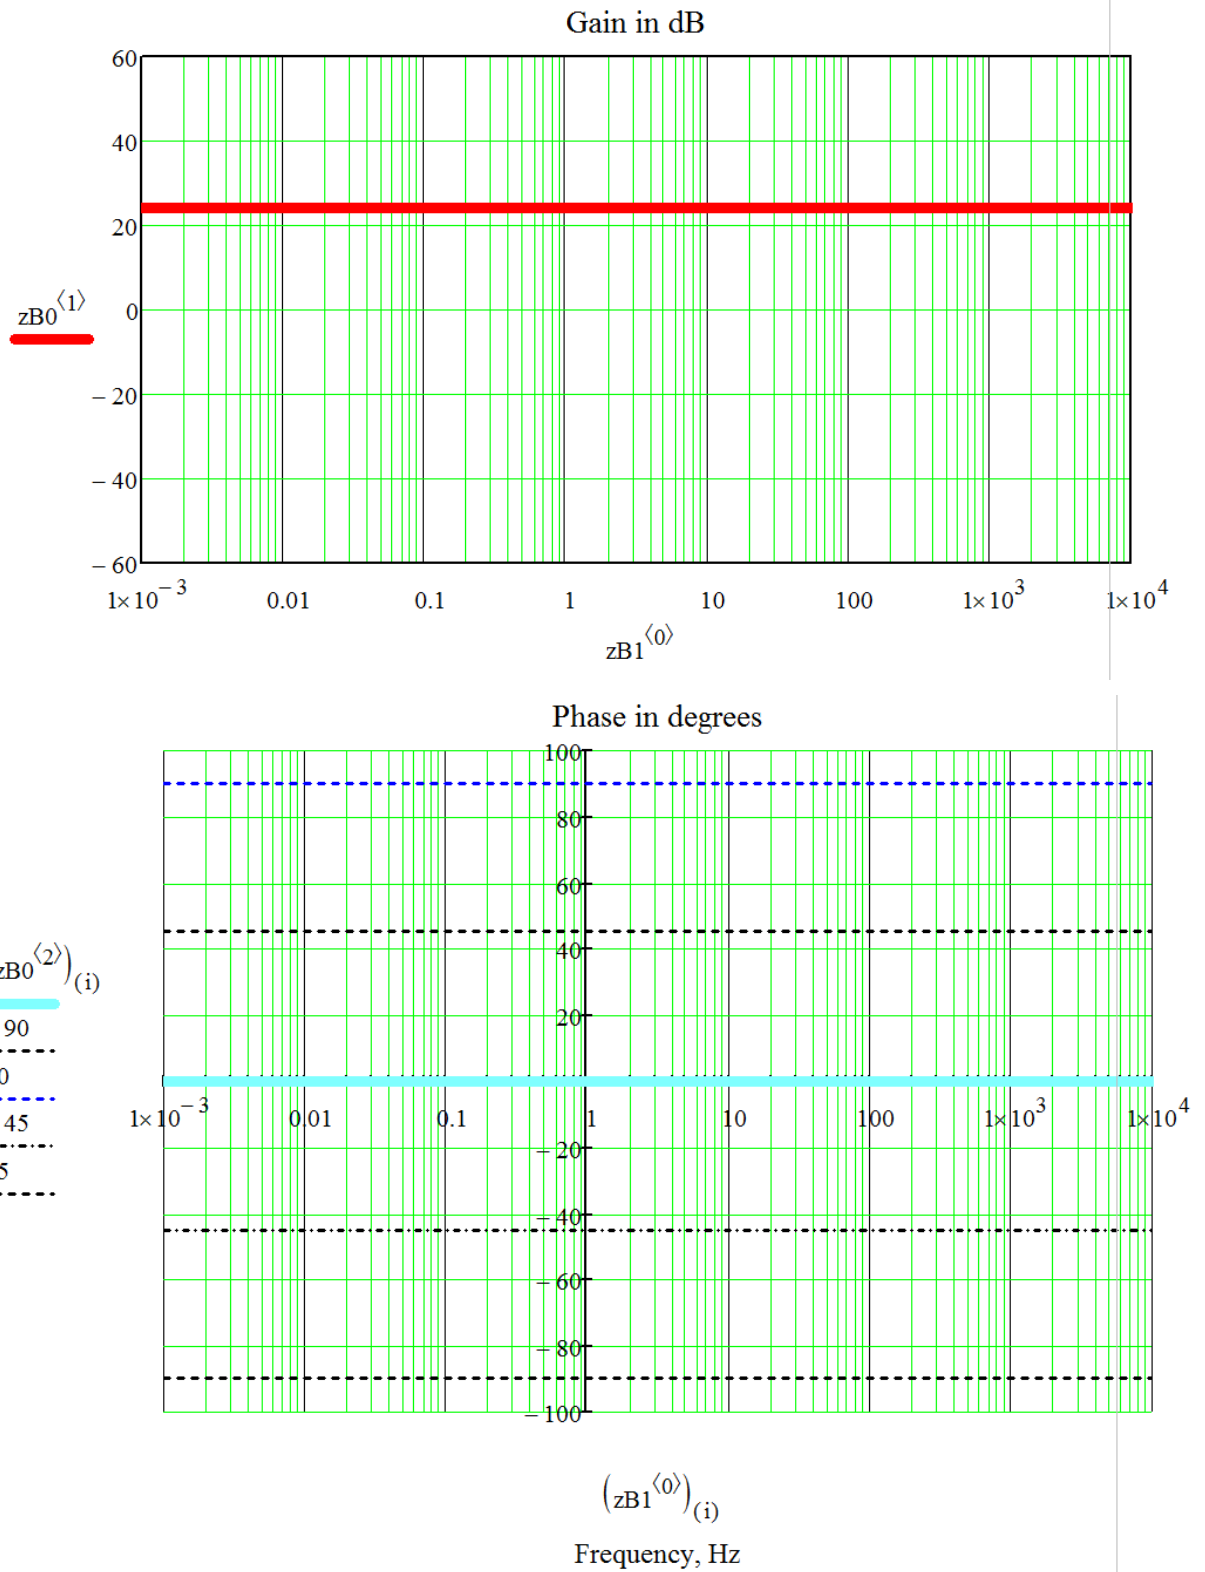 Gain in dB
60
40
20
0
− 20
− 40
− 60
zB0⟨1⟩
1×10− 3 0.01 0.1 1 10 100 1×103 1×104
zB1⟨0⟩
Phase in degrees
100
80
60
40
20
zB0⟨2⟩)(i)
90
0
45
5
1×10− 3 0.01 0.1 1 10 100 1×103 1×104
− 20
− 40
− 60
− 80
− 100
(zB1⟨0⟩)(i)
Frequency, Hz